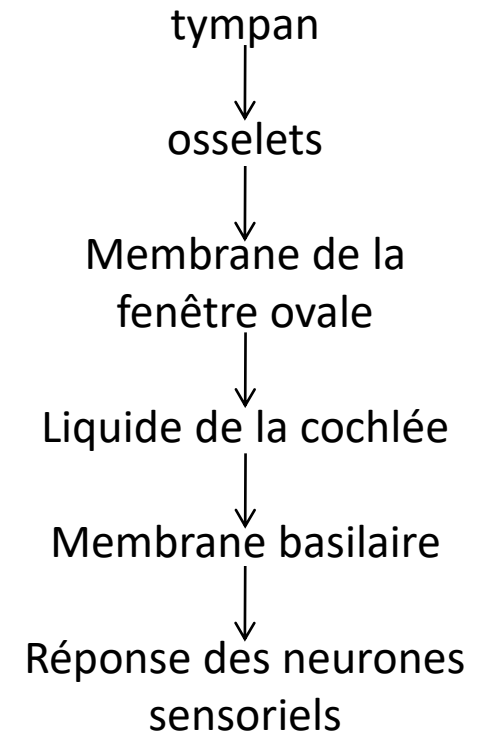 tympan
osselets
Membrane de la
fenêtre ovale
Liquide de la cochlée
Membrane basilaire
Réponse des neurones
sensoriels